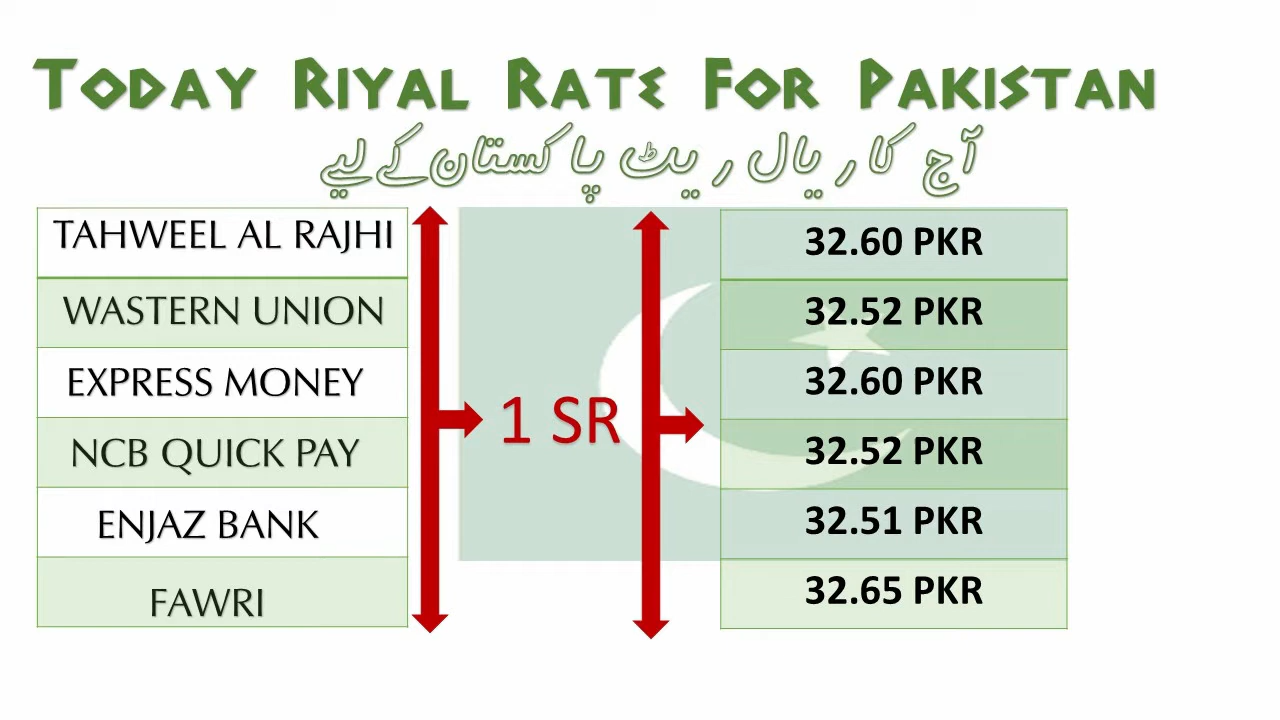 Today Riyal Rate For Pakistan
آج کا ریال ریٹ پاکستان کے لیے
TAHWEEL AL RAJHI 32.60 PKR
WASTERN UNION 32.52 PKR
EXPRESS MONEY 32.60 PKR
1 SR
NCB QUICK PAY 32.52 PKR
ENJAZ BANK 32.51 PKR
FAWRI 32.65 PKR